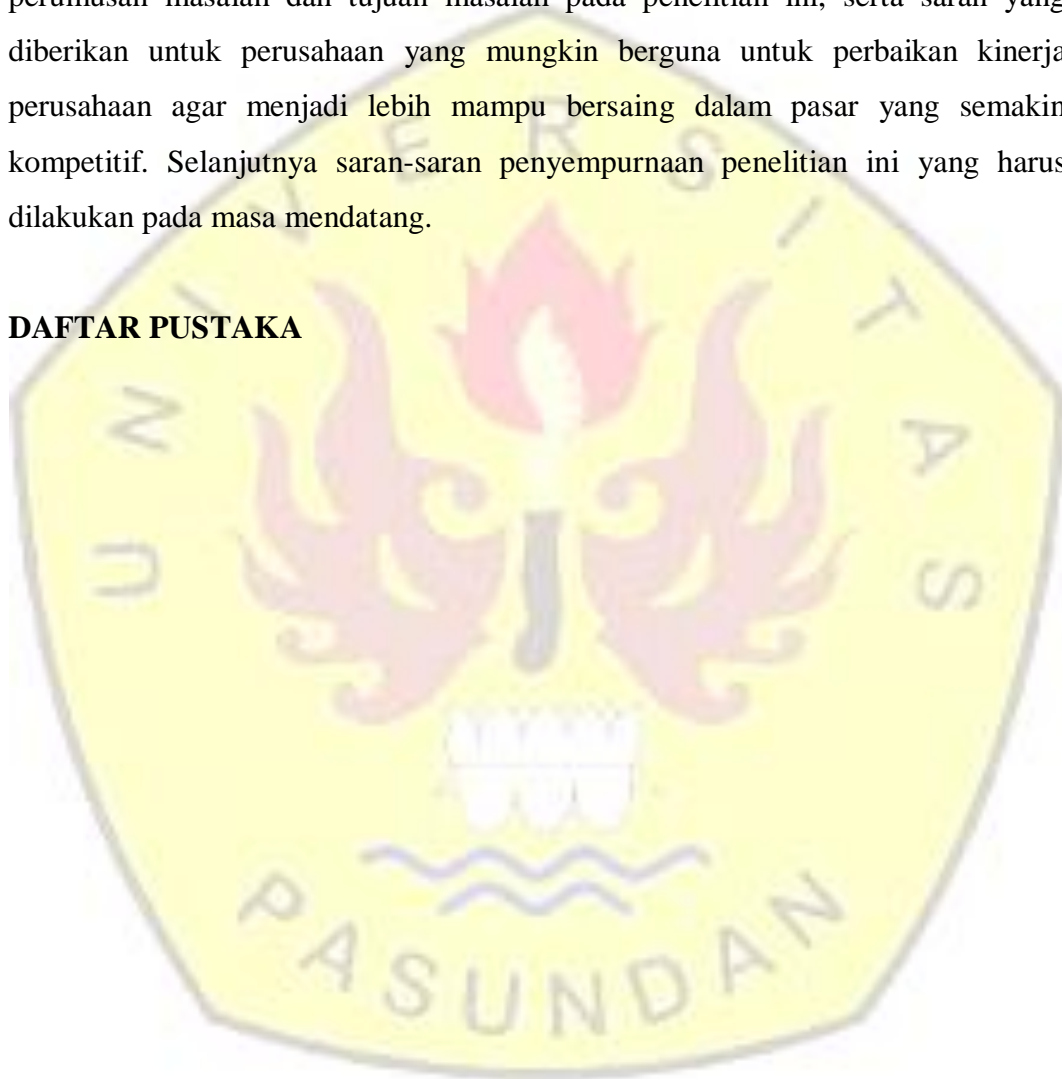 perumusan masalah dan tujuan masalah pada penelitian ini, serta saran yang
diberikan untuk perusahaan yang mungkin berguna untuk perbaikan kinerja
perusahaan agar menjadi lebih mampu bersaing dalam pasar yang semakin
kompetitif. Selanjutnya saran-saran penyempurnaan penelitian ini yang harus
dilakukan pada masa mendatang.
DAFTAR PUSTAKA
UNIVERSITAS
PASUNDAN